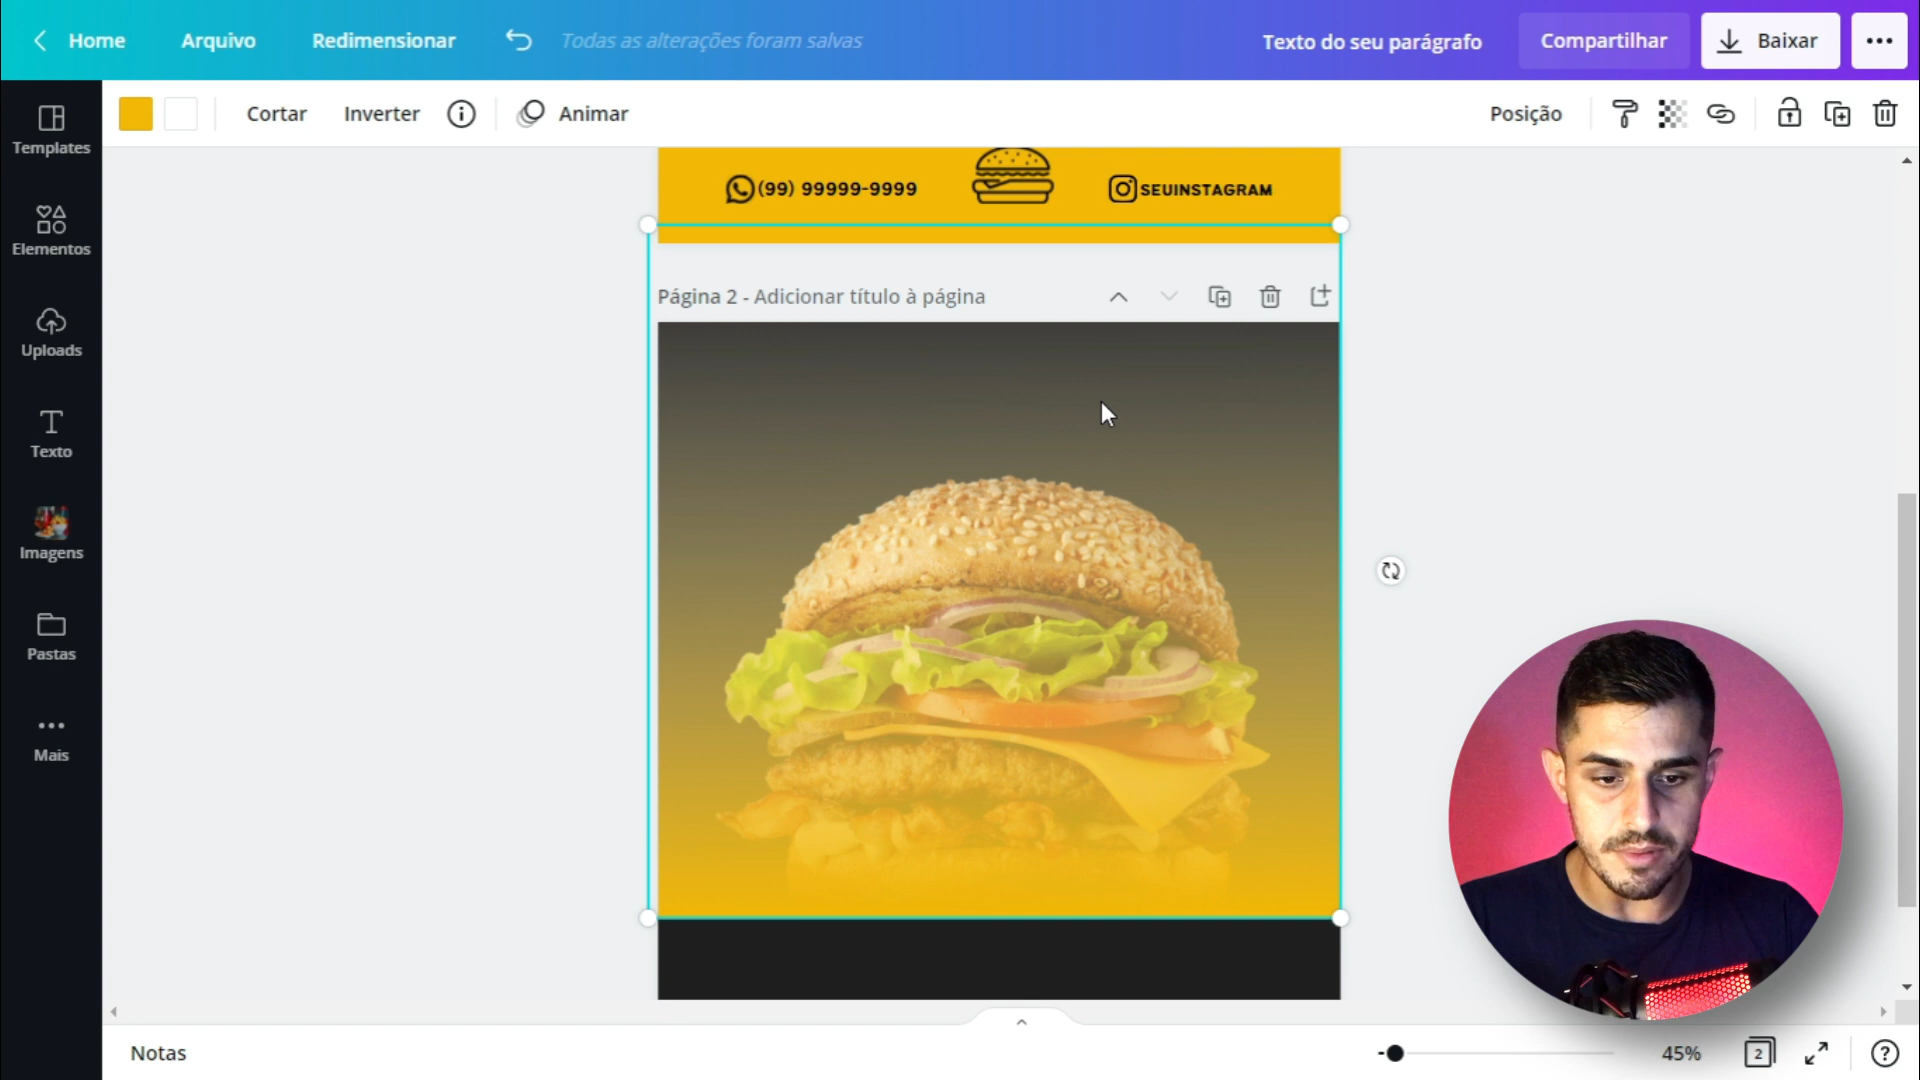 Home
Arquivo
Redimensionar
Todas as alterações foram salvas
Texto do seu parágrafo
Compartilhar
Baixar
Cortar
Inverter
Animar
Posição
Templates
Elementos
Uploads
Texto
Imagens
Pastas
Mais
(99) 99999-9999
SEUINSTAGRAM
Página 2 - Adicionar título à página
Notas
45%
2